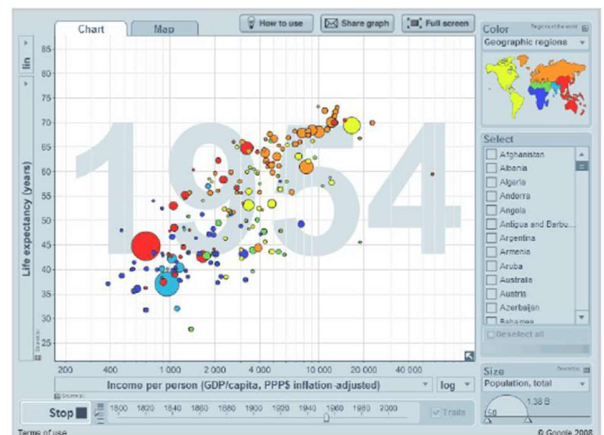 Chart
Map
How to use
Share graph
Full screen
Color
Geographic regions
lin
Life expectancy (years)
85
80
75
70
65
60
55
50
45
40
35
30
25
1954
200
400
1 000
2 000
4 000
10 000
20 000
40 000
Income per person (GDP/capita, PPP$ inflation-adjusted)
log
Select
Afghanistan
Albania
Algeria
Andorra
Angola
Antigua and Barbu...
Argentina
Armenia
Aruba
Australia
Austria
Azerbaijan
Bahamas
Deselect all
Size
Population, total
1.38 B
Stop
1800
1820
1840
1860
1880
1900
1920
1940
1960
1980
2000
Trails
Terms of use
© Google 2008